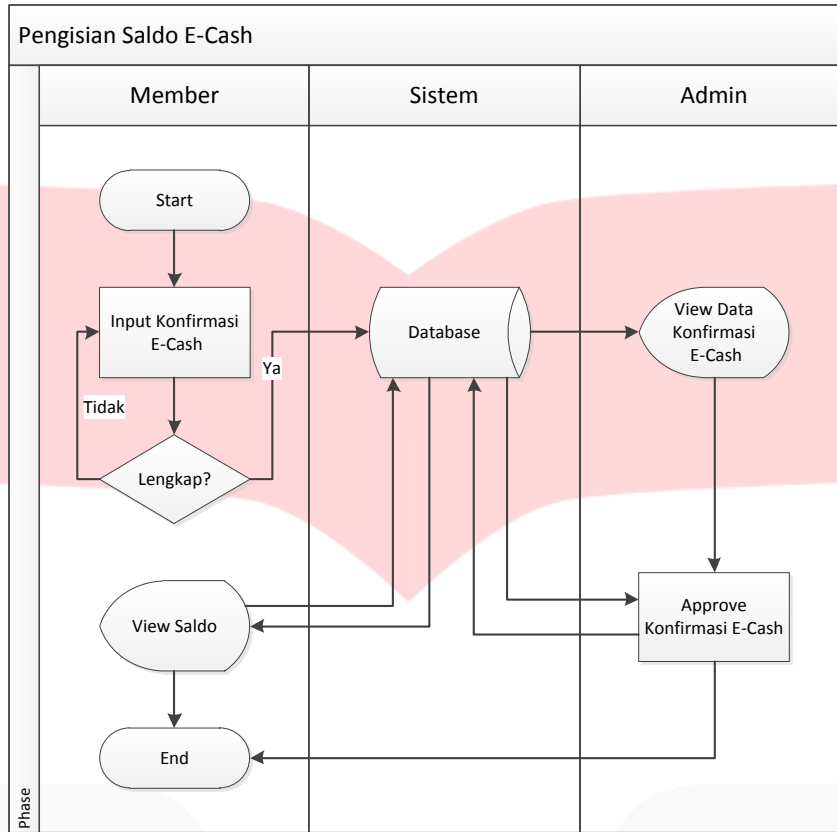 Pengisian Saldo E-Cash
Member
Sistem
Admin
Start
Input Konfirmasi
E-Cash
Database
View Data
Konfirmasi
E-Cash
Ya
Tidak
Lengkap?
View Saldo
Approve
Konfirmasi E-Cash
End
Phase